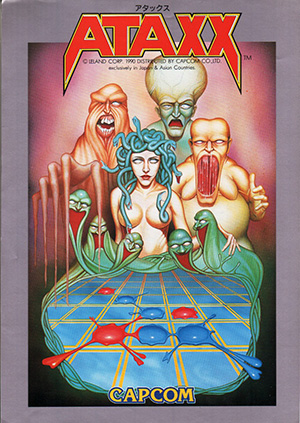 アタックス
ATAXX
TM
© LELAND CORP. 1990 DISTRIBUTED BY CAPCOM CO., LTD.
exclusively in Japan & Asian Countries.
CAPCOM